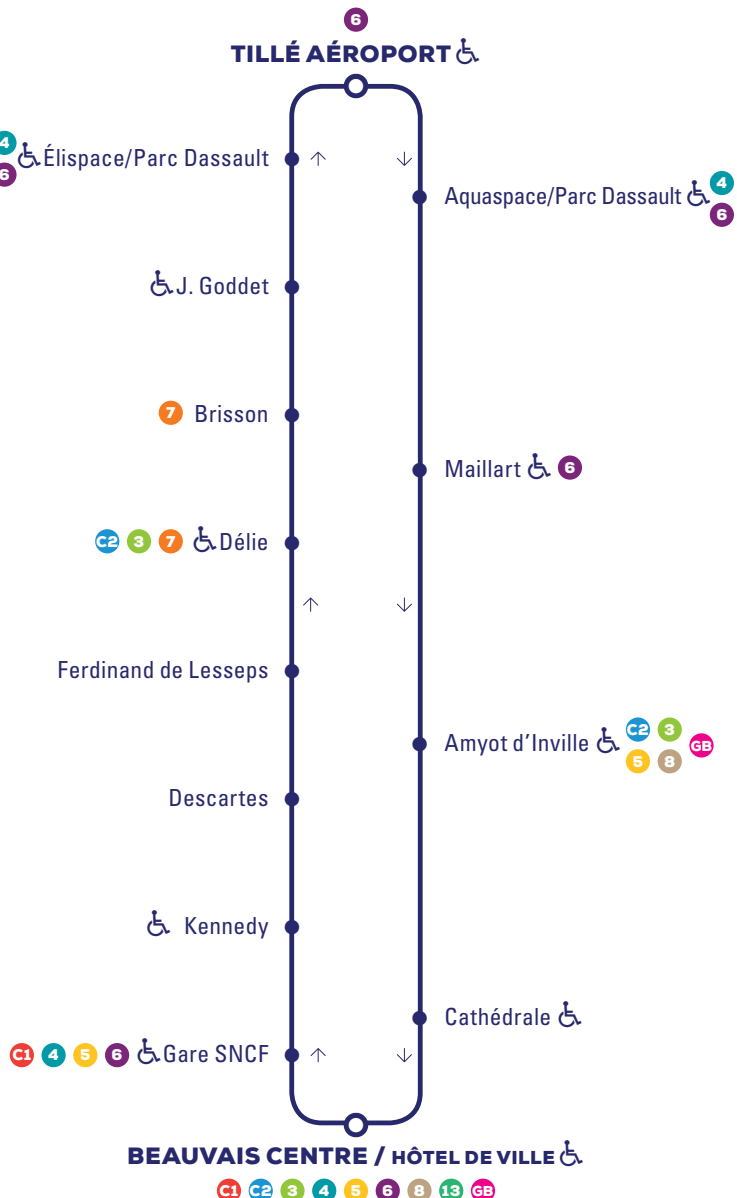 6
TILLÉ AÉROPORT
4
Élispace/Parc Dassault
6
Aquaspace/Parc Dassault 4
6
J. Goddet
7 Brisson
Maillart 6
C2 3 7 Délie
Ferdinand de Lesseps
Amyot d'Inville C2 3 GB
5 8
Descartes
Kennedy
Cathédrale
C1 4 5 6 Gare SNCF
BEAUVAIS CENTRE / HÔTEL DE VILLE
C1 C2 3 4 5 6 8 13 GB